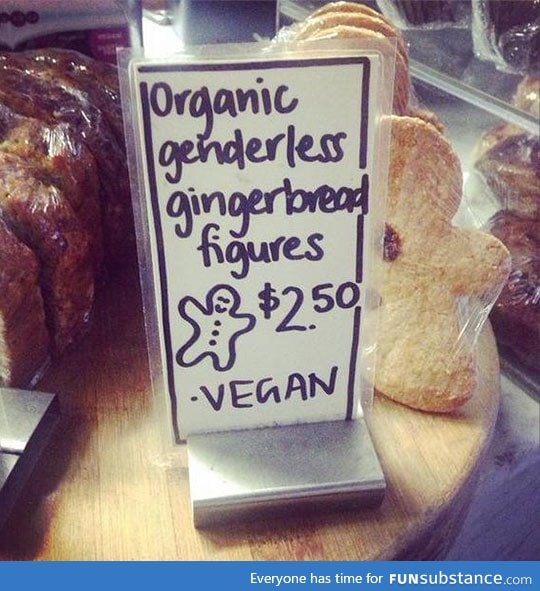 Organic
genderless
gingerbread
figures
$2.50
·VEGAN
Everyone has time for FUNsubstance.com